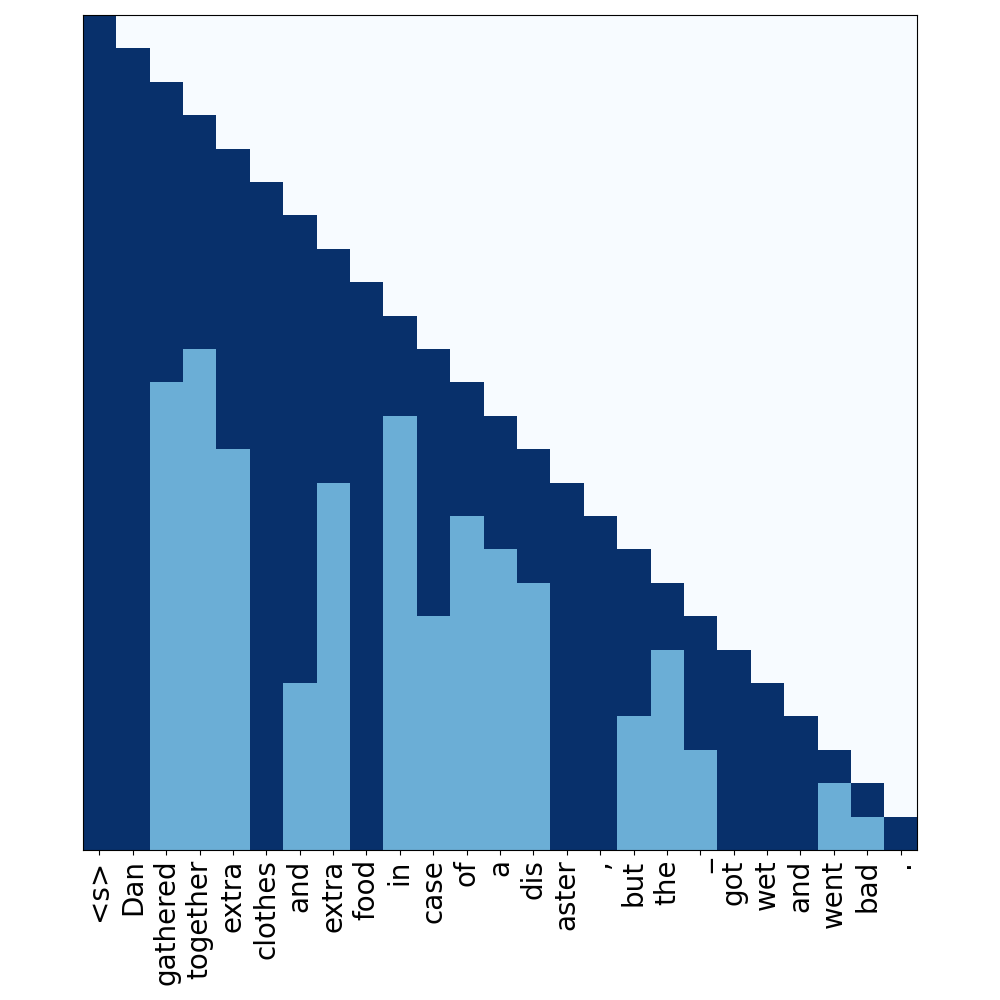 <s> Dan gathered together extra clothes and extra food in case of a dis aster , but the _ got wet and went bad .